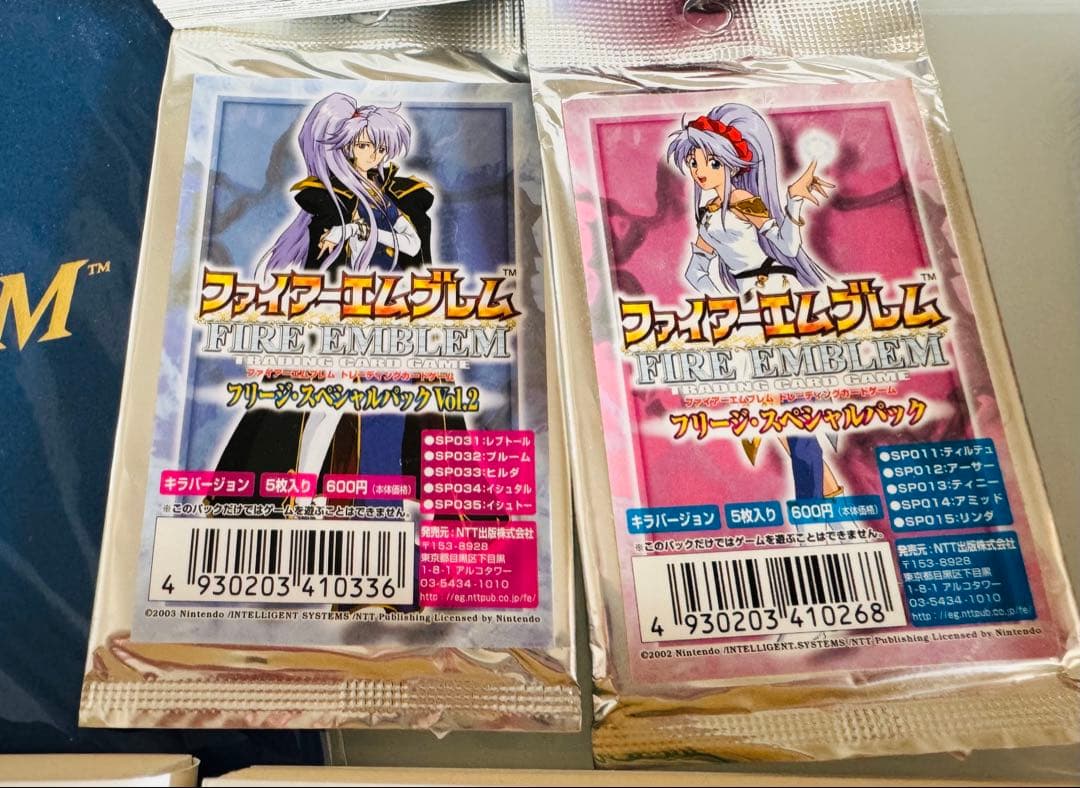 M™
ファイアーエムブレム™
FIRE EMBLEM
TRADING CARD GAME
ファイアーエムブレム トレーディングカードゲーム
フリージ・スペシャルパック Vol.2
●SP031:レプトール
●SP032:ブルーム
●SP033:ヒルダ
●SP034:イシュタル
●SP035:イシュトー
キラバージョン 5枚入り 600円(本体価格)
※このパックだけではゲームを遊ぶことはできません。
発売元:NTT出版株式会社
〒153-8928
東京都目黒区下目黒
1-8-1 アルコタワー
03-5434-1010
http://eg.nttpub.co.jp/fe/
4 930203 410336
©2003 Nintendo /INTELLIGENT SYSTEMS /NTT Publishing Licensed by Nintendo
ファイアーエムブレム™
FIRE EMBLEM
TRADING CARD GAME
ファイアーエムブレム トレーディングカードゲーム
フリージ・スペシャルパック
●SP011:ティルテュ
●SP012:アーサー
●SP013:ティニー
●SP014:アミッド
●SP015:リンダ
キラバージョン 5枚入り 600円(本体価格)
※このパックだけではゲームを遊ぶことはできません。
発売元:NTT出版株式会社
〒153-8928
東京都目黒区下目黒
1-8-1 アルコタワー
03-5434-1010
http://eg.nttpub.co.jp/fe/
4 930203 410268
©2002 Nintendo /INTELLIGENT SYSTEMS /NTT Publishing Licensed by Nintendo